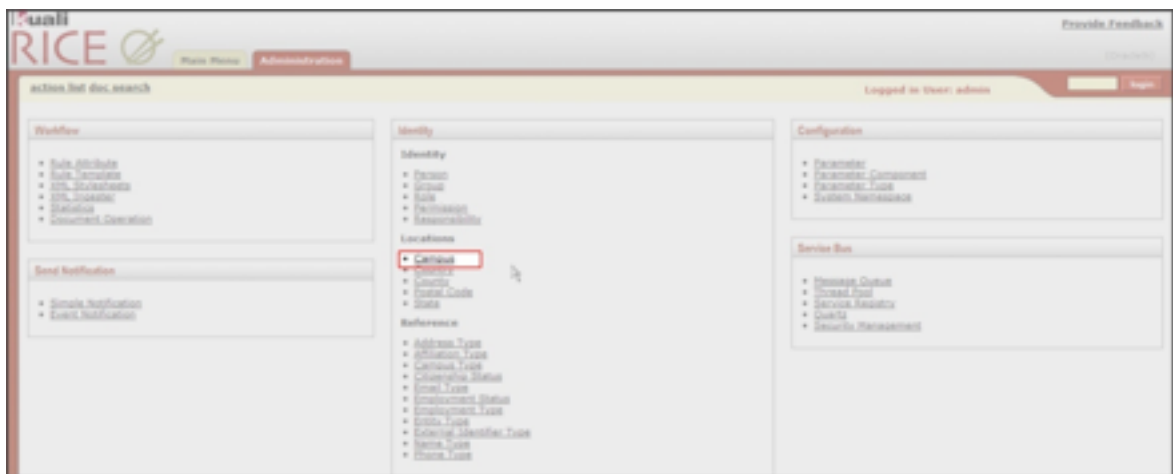 Kuali
RICE
Provide Feedback
Main Menu
Administration
action list doc search
Logged in User: admin
login
Workflow
Rule Attribute
Rule Template
XML Stylesheets
XML Ingester
Statistics
Document Operation
Send Notification
Simple Notification
Event Notification
Identity
Identity
Person
Group
Role
Permission
Responsibility
Locations
Campus
Country
County
Postal Code
State
Reference
Address Type
Affiliation Type
Campus Type
Citizenship Status
Email Type
Employment Status
Employment Type
Entity Type
External Identifier Type
Name Type
Phone Type
Configuration
Parameter
Parameter Component
Parameter Type
System Namespace
Service Bus
Message Queue
Thread Pool
Service Registry
Quartz
Security Management